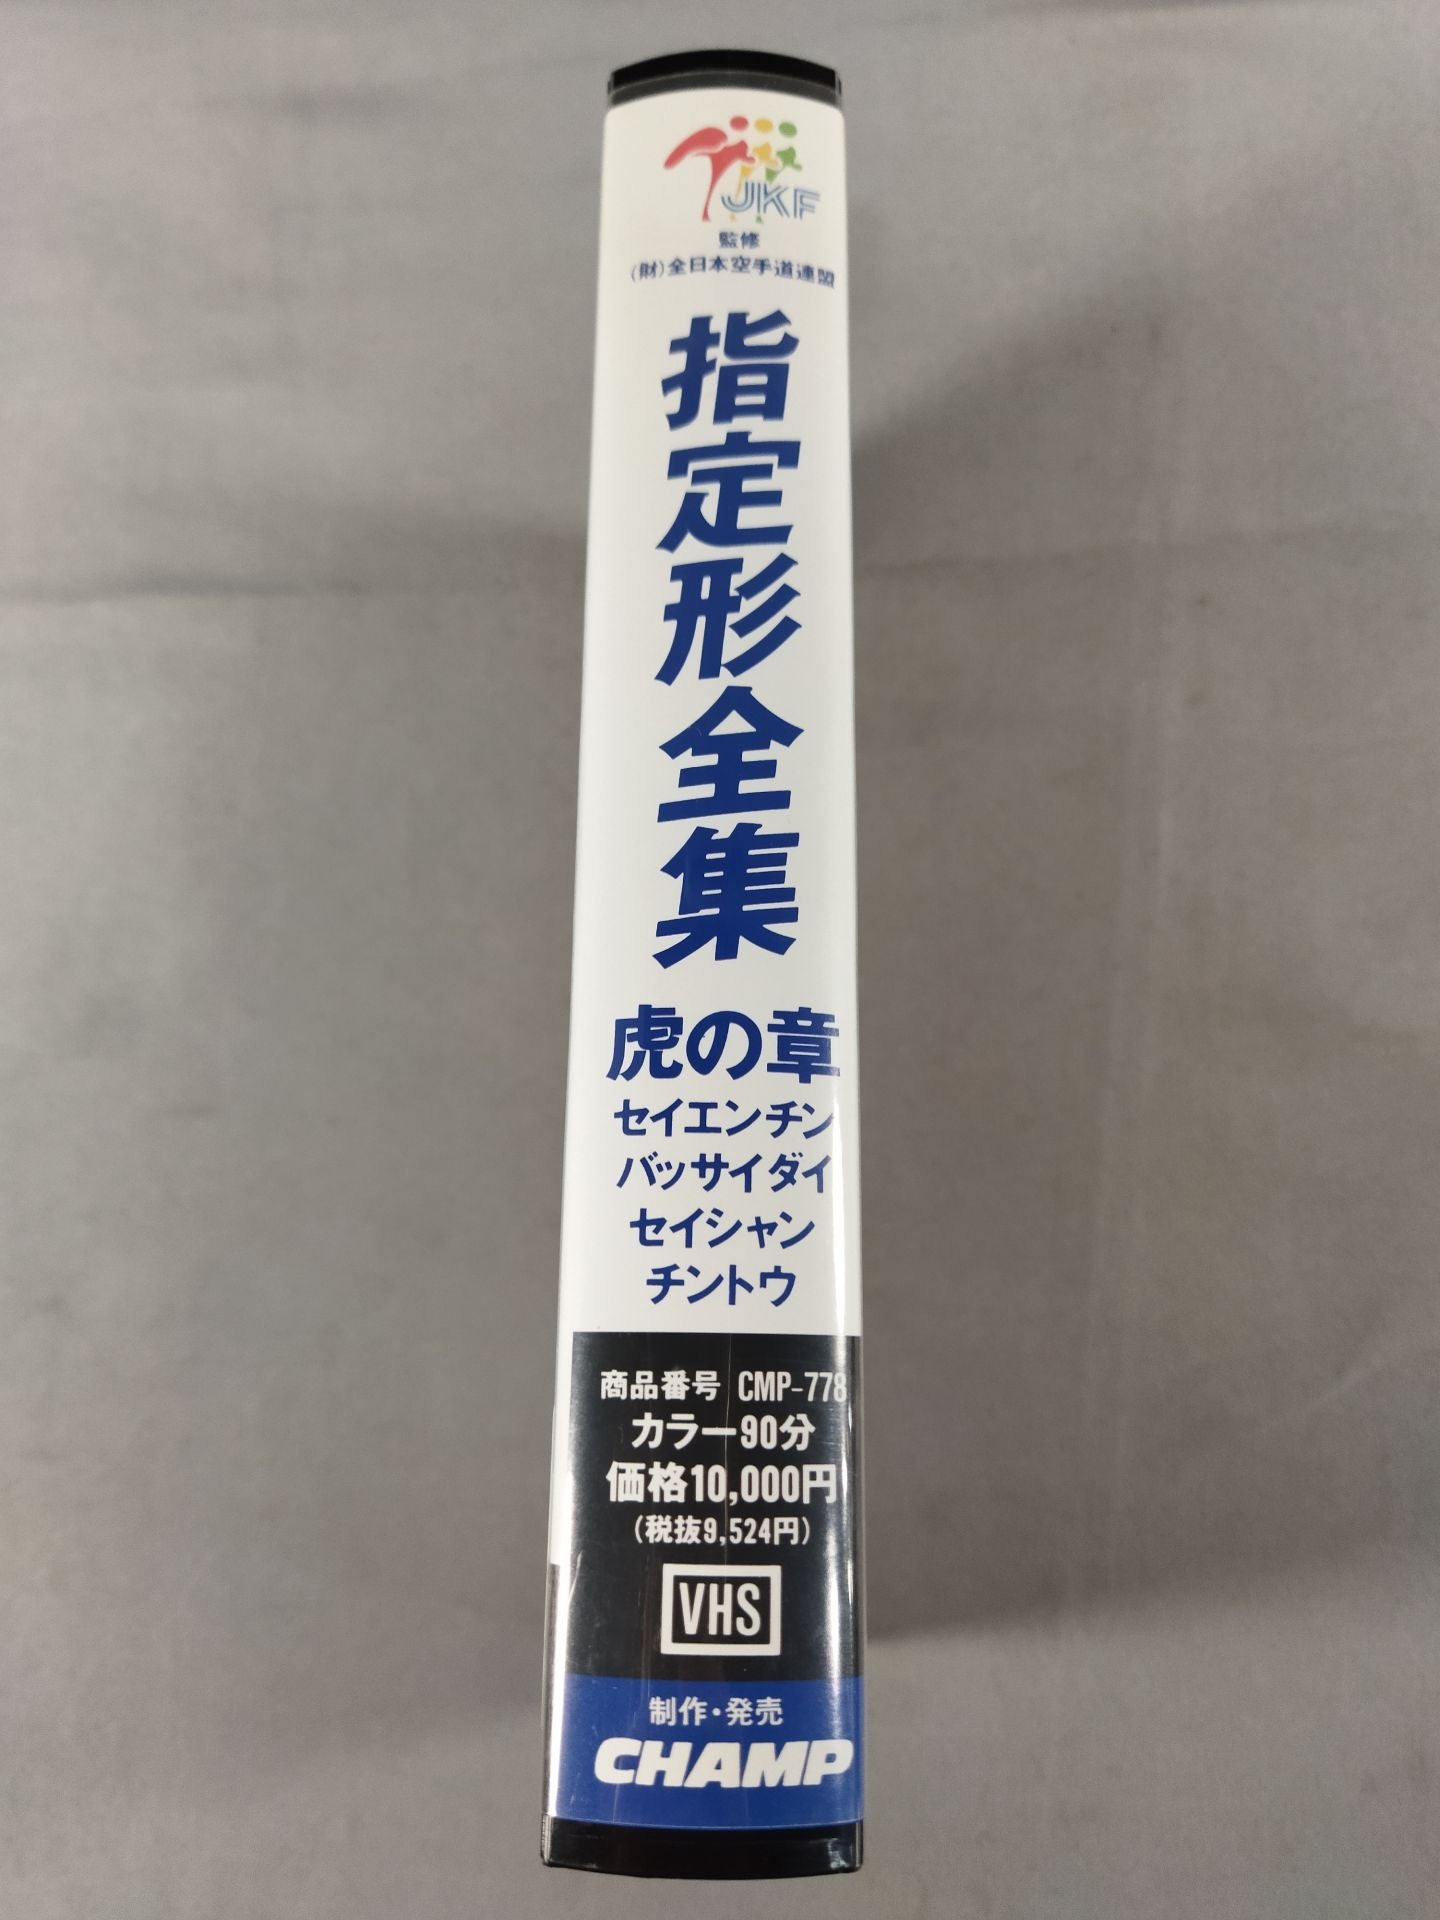 JKF
監修
(財)全日本空手道連盟
指定形全集
虎の章
セイエンチン
バッサイダイ
セイシャン
チントウ
商品番号 CMP-778
カラー90分
価格10,000円
(税抜9,524円)
VHS
制作・発売
CHAMP